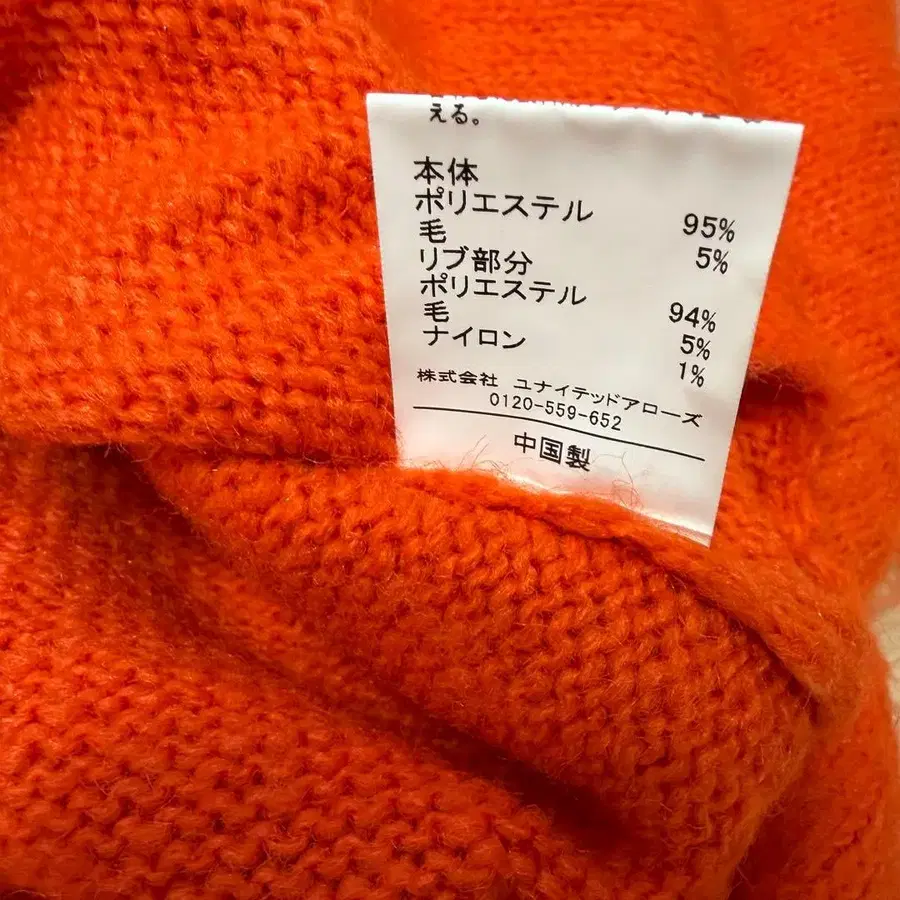 える。
本体
ポリエステル 95%
毛 5%
リブ部分
ポリエステル 94%
毛 5%
ナイロン 1%
株式会社 ユナイテッドアローズ
0120-559-652
中国製